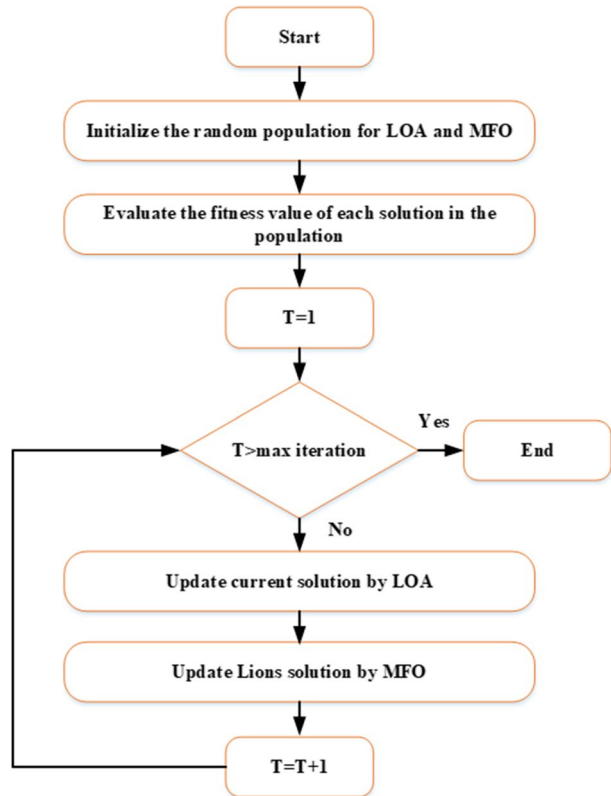 Start
Initialize the random population for LOA and MFO
Evaluate the fitness value of each solution in the
population
T=1
T>max iteration
Yes
End
No
Update current solution by LOA
Update Lions solution by MFO
T=T+1